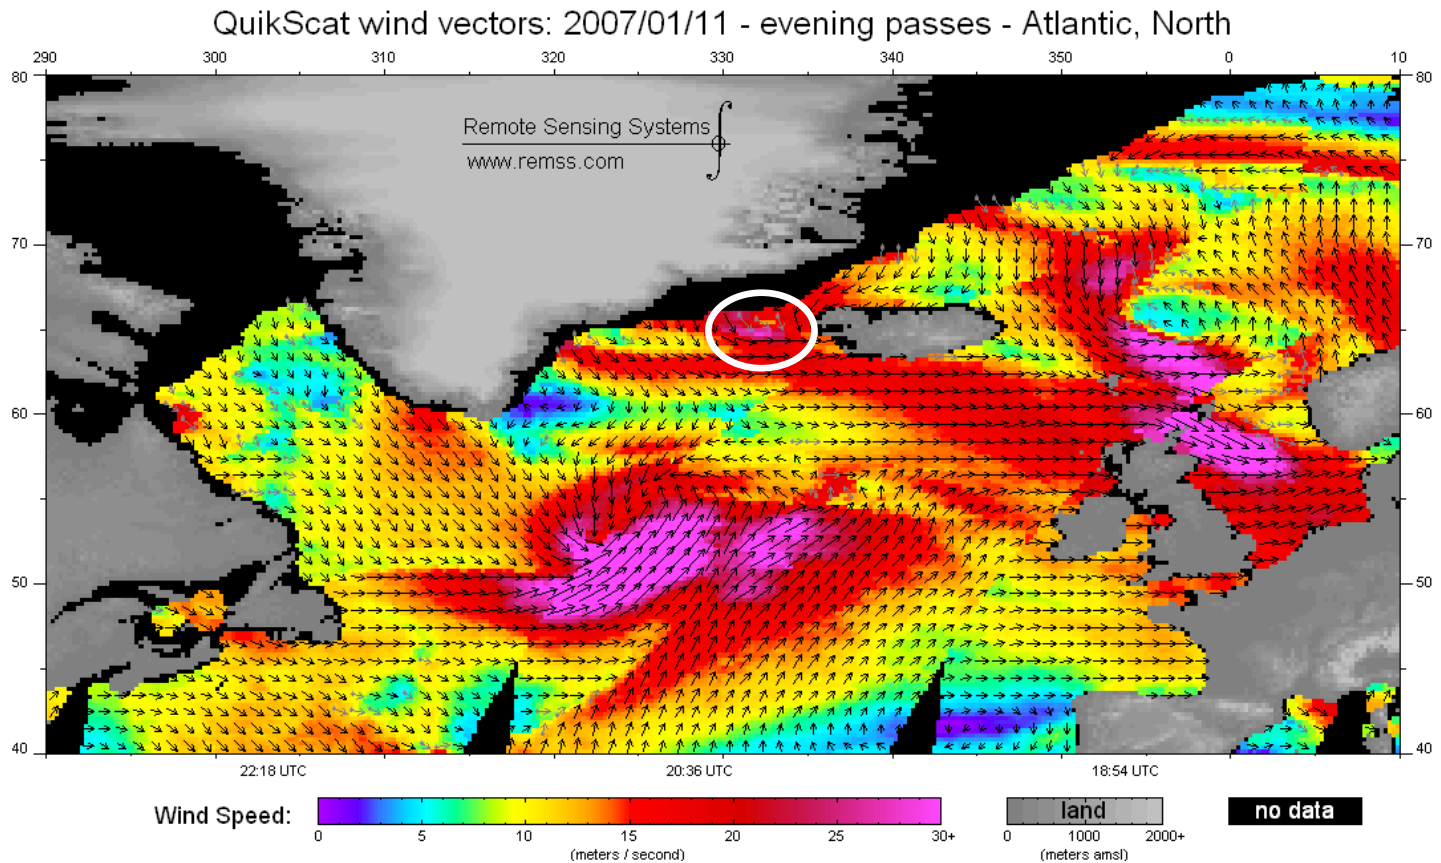 QuikScat wind vectors: 2007/01/11 - evening passes - Atlantic, North
290 300 310 320 330 340 350 0 10
80 80
Remote Sensing Systems
www.remss.com
70 70
60 60
50 50
40 40
22:18 UTC 20:36 UTC 18:54 UTC
Wind Speed: land no data
0 5 10 15 20 25 30+ 0 1000 2000+
(meters / second) (meters amsl)